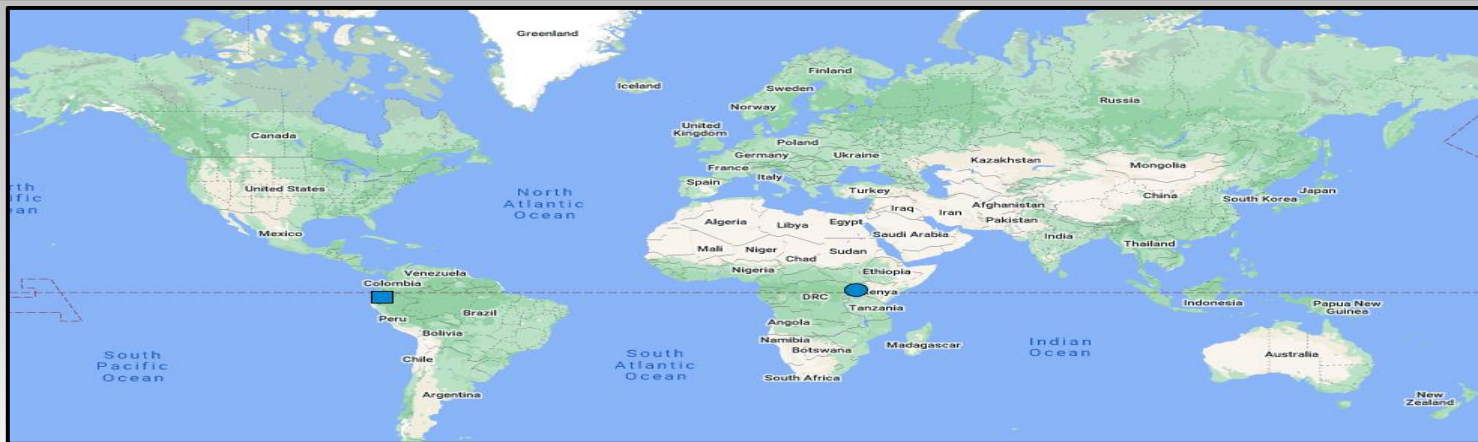 Greenland
Iceland
Finland
Sweden
Norway
Russia
United
Kingdom
Canada
Poland
Germany
Ukraine
France
Kazakhstan
Mongolia
Italy
Spain
Turkey
United States
North
Atlantic
Ocean
Japan
China
South Korea
Afghanistan
Iraq
Iran
Pakistan
Algeria
Libya
Egypt
Saudi Arabia
Mexico
India
Mali
Niger
Sudan
Thailand
Chad
Nigeria
Ethiopia
Venezuela
Colombia
enya
DRC
Tanzania
Indonesia
Papua New
Guinea
Brazil
Peru
Angola
Bolivia
Namibia
Botswana
Madagascar
Indian
Ocean
South
Pacific
Ocean
Chile
South
Atlantic
Ocean
Australia
South Africa
Argentina
New
Zealand